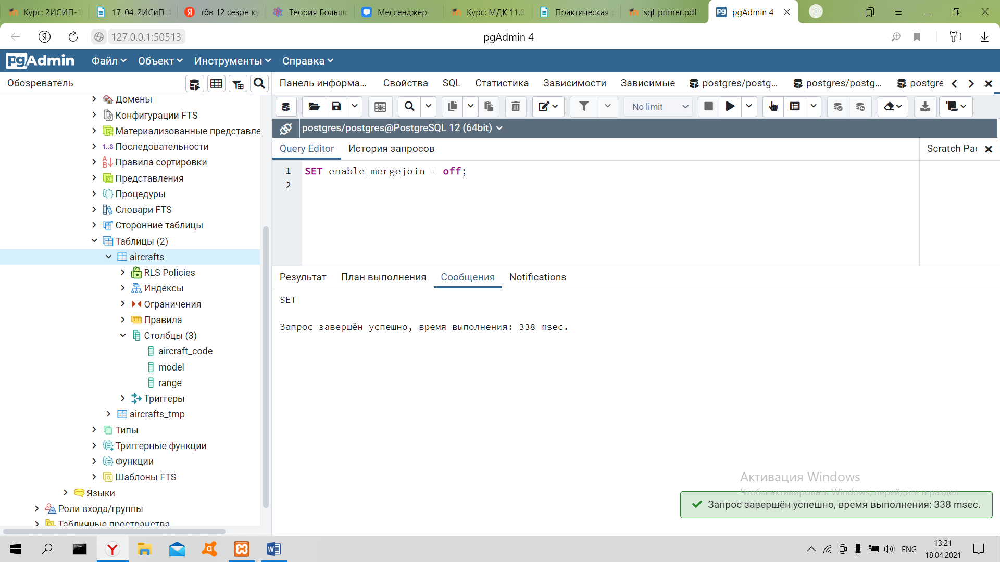 Курс: 2ИСИП-1
17_04_2ИСиП_1
тбв 12 сезон ку
Теория Большо
Мессенджер
Курс: МДК 11.0
Практическая р
sql_primer.pdf
pgAdmin 4
127.0.0.1:50513
pgAdmin 4
pgAdmin
Файл
Объект
Инструменты
Справка
Обозреватель
Панель информа...
Свойства
SQL
Статистика
Зависимости
Зависимые
postgres/postg...
postgres/postg...
postgre
No limit
postgres/postgres@PostgreSQL 12 (64bit)
Query Editor
История запросов
Scratch Pad
1 SET enable_mergejoin = off;
2
Домены
Конфигурации FTS
Материализованные представле
1..3 Последовательности
Правила сортировки
Представления
Процедуры
Словари FTS
Сторонние таблицы
Таблицы (2)
aircrafts
RLS Policies
Индексы
Ограничения
Правила
Столбцы (3)
aircraft_code
model
range
Триггеры
aircrafts_tmp
Типы
Триггерные функции
Функции
Шаблоны FTS
Языки
Роли входа/группы
Табличные пространства
Результат
План выполнения
Сообщения
Notifications
SET
Запрос завершён успешно, время выполнения: 338 msec.
Активация Windows
Чтобы активировать Windows, перейдите в раздел
"Параметры".
Запрос завершён успешно, время выполнения: 338 msec.
ENG
13:21
18.04.2021